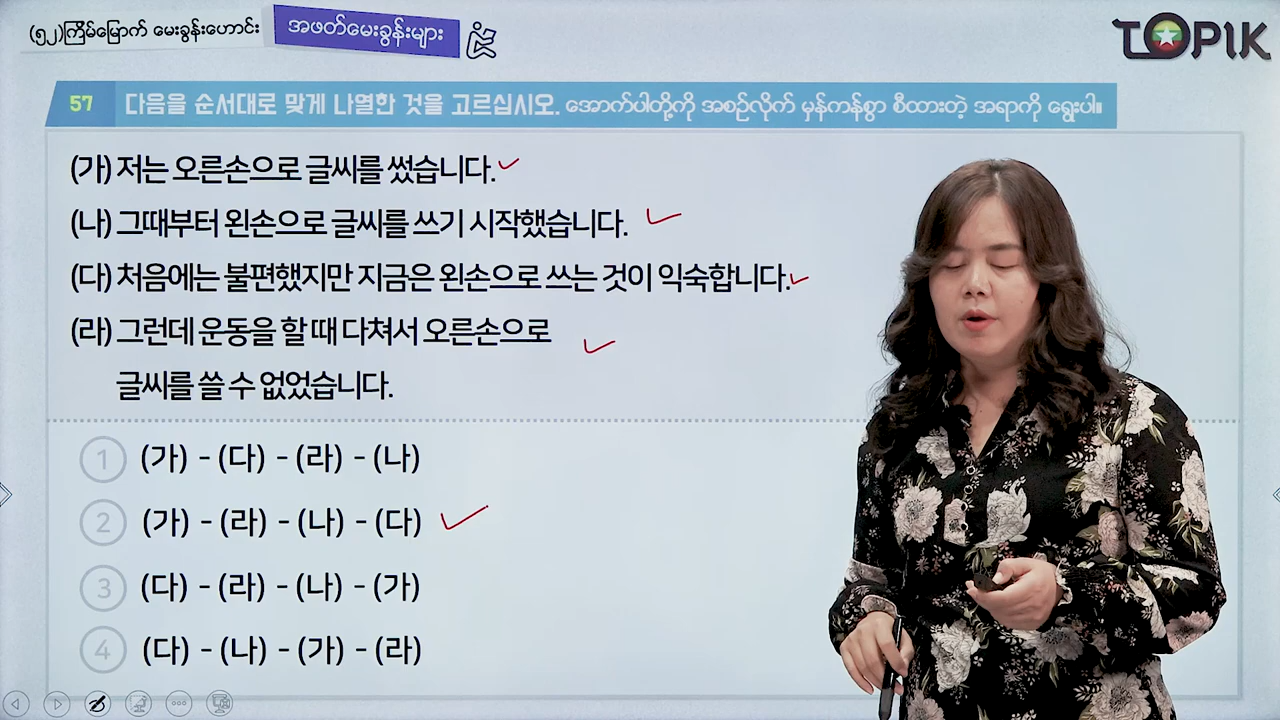 (၅၂)ကြိမ်မြောက် မေးခွန်းဟောင်း
အဖတ်မေးခွန်းများ
TOPIK
57 다음을 순서대로 맞게 나열한 것을 고르십시오. အောက်ပါတို့ကို အစဉ်လိုက် မှန်ကန်စွာ စီထားတဲ့ အရာကို ရွေးပါ။
(가) 저는 오른손으로 글씨를 썼습니다.
(나) 그때부터 왼손으로 글씨를 쓰기 시작했습니다.
(다) 처음에는 불편했지만 지금은 왼손으로 쓰는 것이 익숙합니다.
(라) 그런데 운동을 할 때 다쳐서 오른손으로
글씨를 쓸 수 없었습니다.
1 (가) - (다) - (라) - (나)
2 (가) - (라) - (나) - (다)
3 (다) - (라) - (나) - (가)
4 (다) - (나) - (가) - (라)